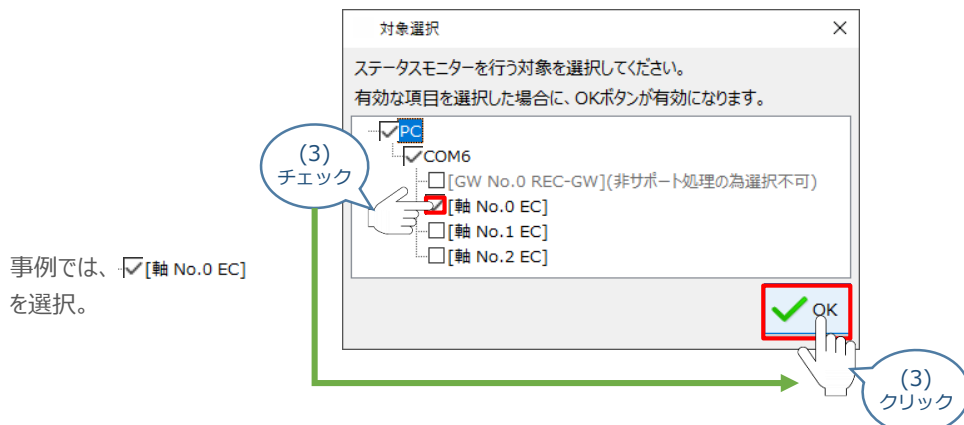 対象選択
ステータスモニターを行う対象を選択してください。
有効な項目を選択した場合に、OKボタンが有効になります。
PC
COM6
[GW No.0 REC-GW](非サポート処理の為選択不可)
[軸 No.0 EC]
[軸 No.1 EC]
[軸 No.2 EC]
(3)
チェック
事例では、[軸 No.0 EC]
を選択。
OK
(3)
クリック